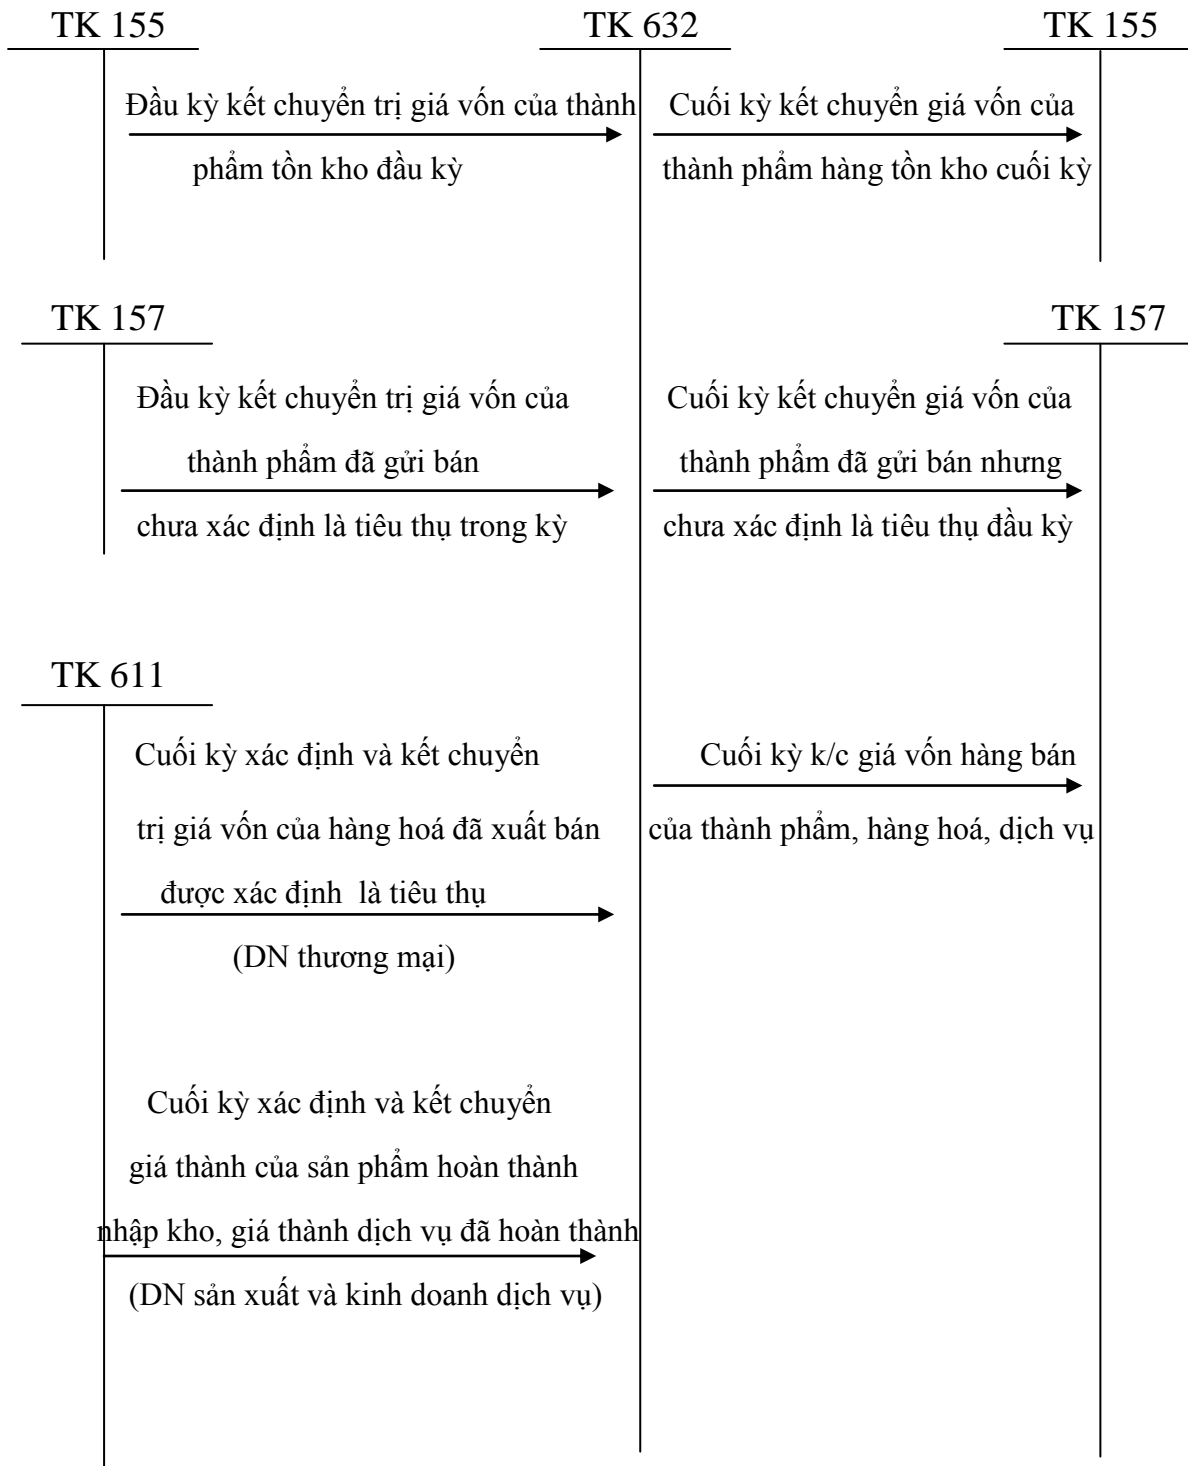 TK 155
TK 632
TK 155
Đầu kỳ kết chuyển trị giá vốn của thành
phẩm tồn kho đầu kỳ
Cuối kỳ kết chuyển giá vốn của
thành phẩm hàng tồn kho cuối kỳ
TK 157
TK 157
Đầu kỳ kết chuyển trị giá vốn của
thành phẩm đã gửi bán
chưa xác định là tiêu thụ trong kỳ
Cuối kỳ kết chuyển giá vốn của
thành phẩm đã gửi bán nhưng
chưa xác định là tiêu thụ đầu kỳ
TK 611
Cuối kỳ xác định và kết chuyển
trị giá vốn của hàng hoá đã xuất bán
được xác định là tiêu thụ
(DN thương mại)
Cuối kỳ k/c giá vốn hàng bán
của thành phẩm, hàng hoá, dịch vụ
Cuối kỳ xác định và kết chuyển
giá thành của sản phẩm hoàn thành
nhập kho, giá thành dịch vụ đã hoàn thành
(DN sản xuất và kinh doanh dịch vụ)